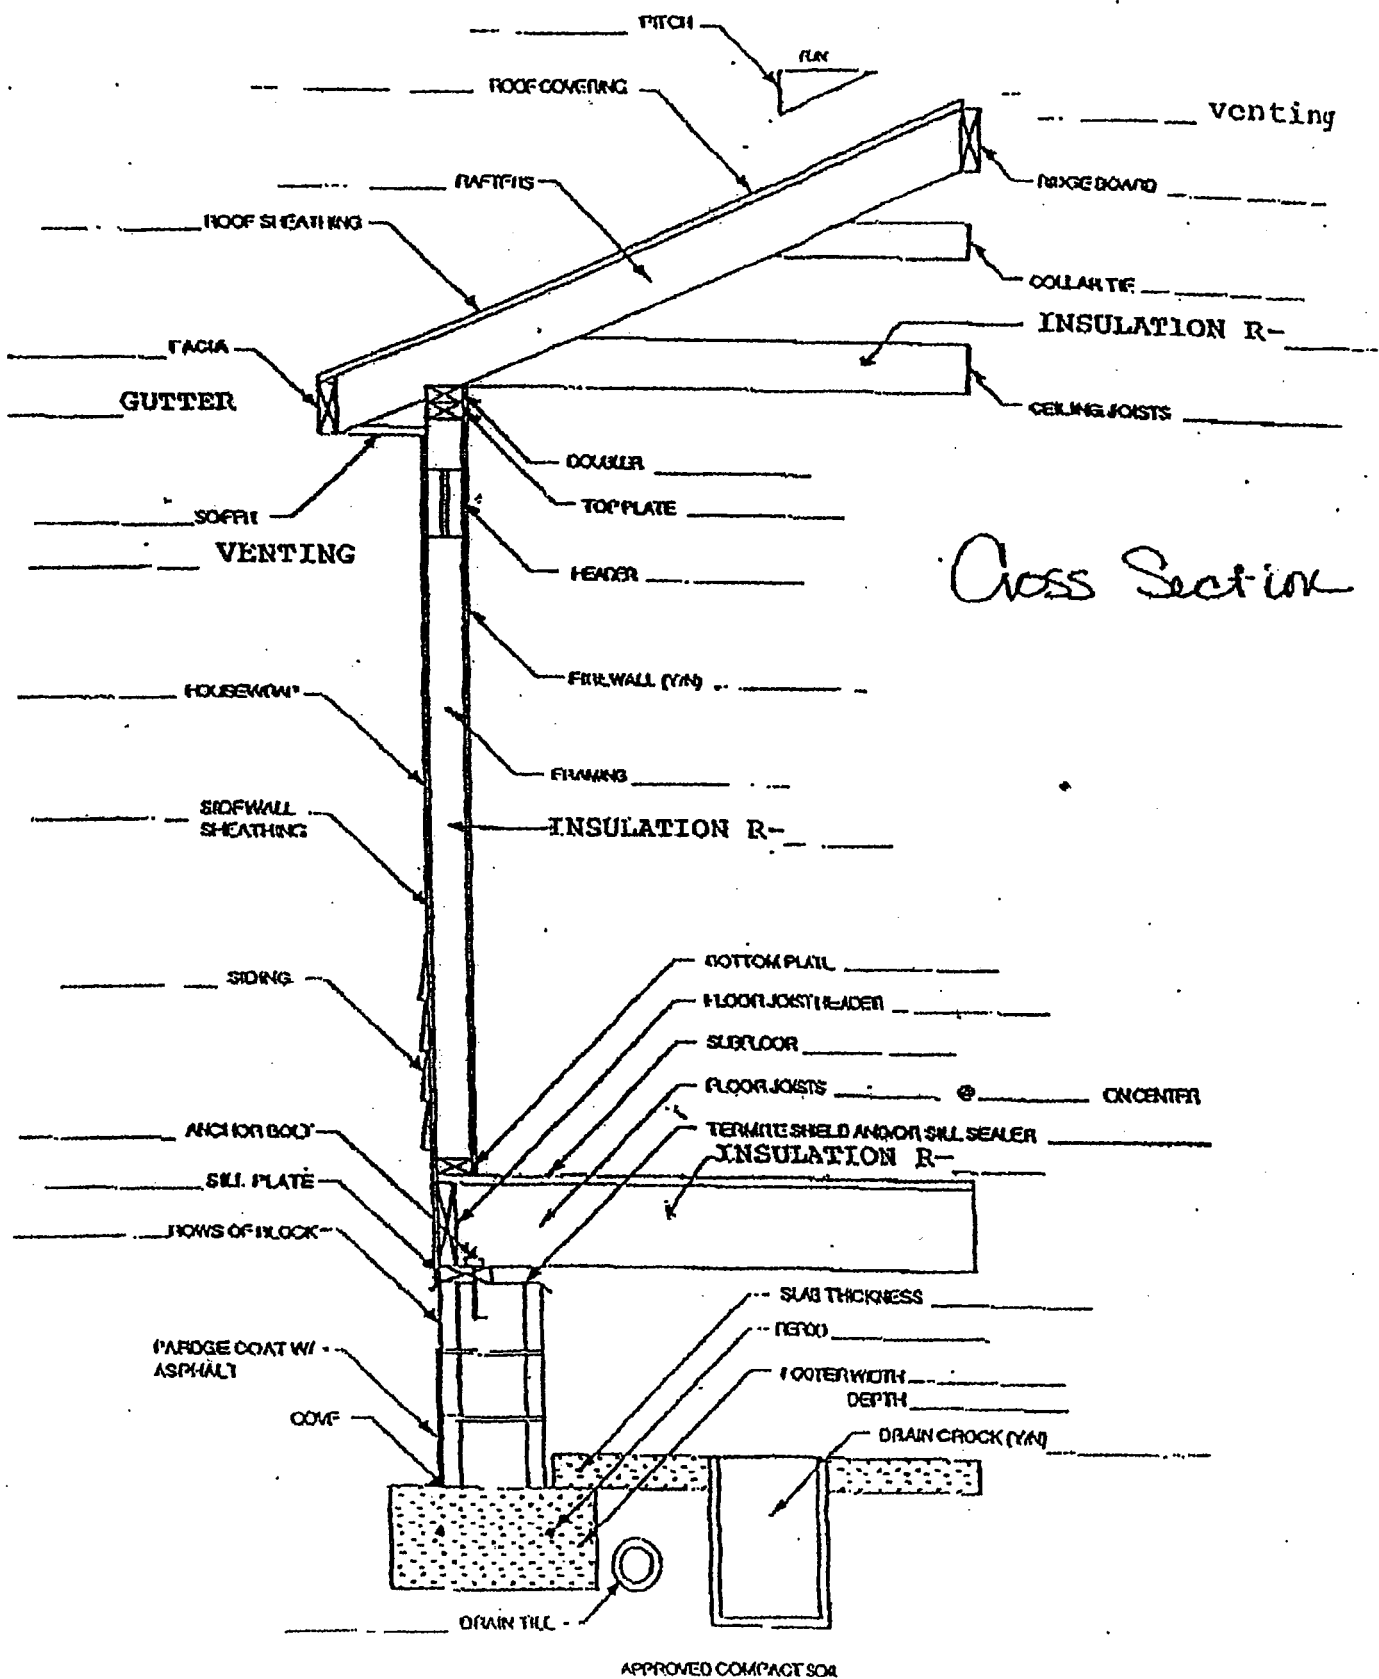 PITCH
RUN
ROOF COVERING
venting
RAFTERS
RIDGE BOARD
ROOF SHEATHING
COLLAR TIE
INSULATION R-
FACIA
GUTTER
CEILING JOISTS
DOUBLER
TOP PLATE
SOFFIT
VENTING
HEADER
Cross Section
FIREWALL (Y/N)
HOUSEWRAP
FRAMING
SIDEWALL
SHEATHING
INSULATION R-
BOTTOM PLATE
SIDING
FLOOR JOIST HEADER
SUBFLOOR
FLOOR JOISTS @ ON CENTER
ANCHOR BOLT
TERMITE SHIELD AND/OR SILL SEALER
INSULATION R-
SILL PLATE
ROWS OF BLOCK
SLAB THICKNESS
REROD
PARDGE COAT W/
ASPHALT
FOOTER WIDTH
DEPTH
COVE
DRAIN CROCK (Y/N)
DRAIN TILE
APPROVED COMPACT SOIL